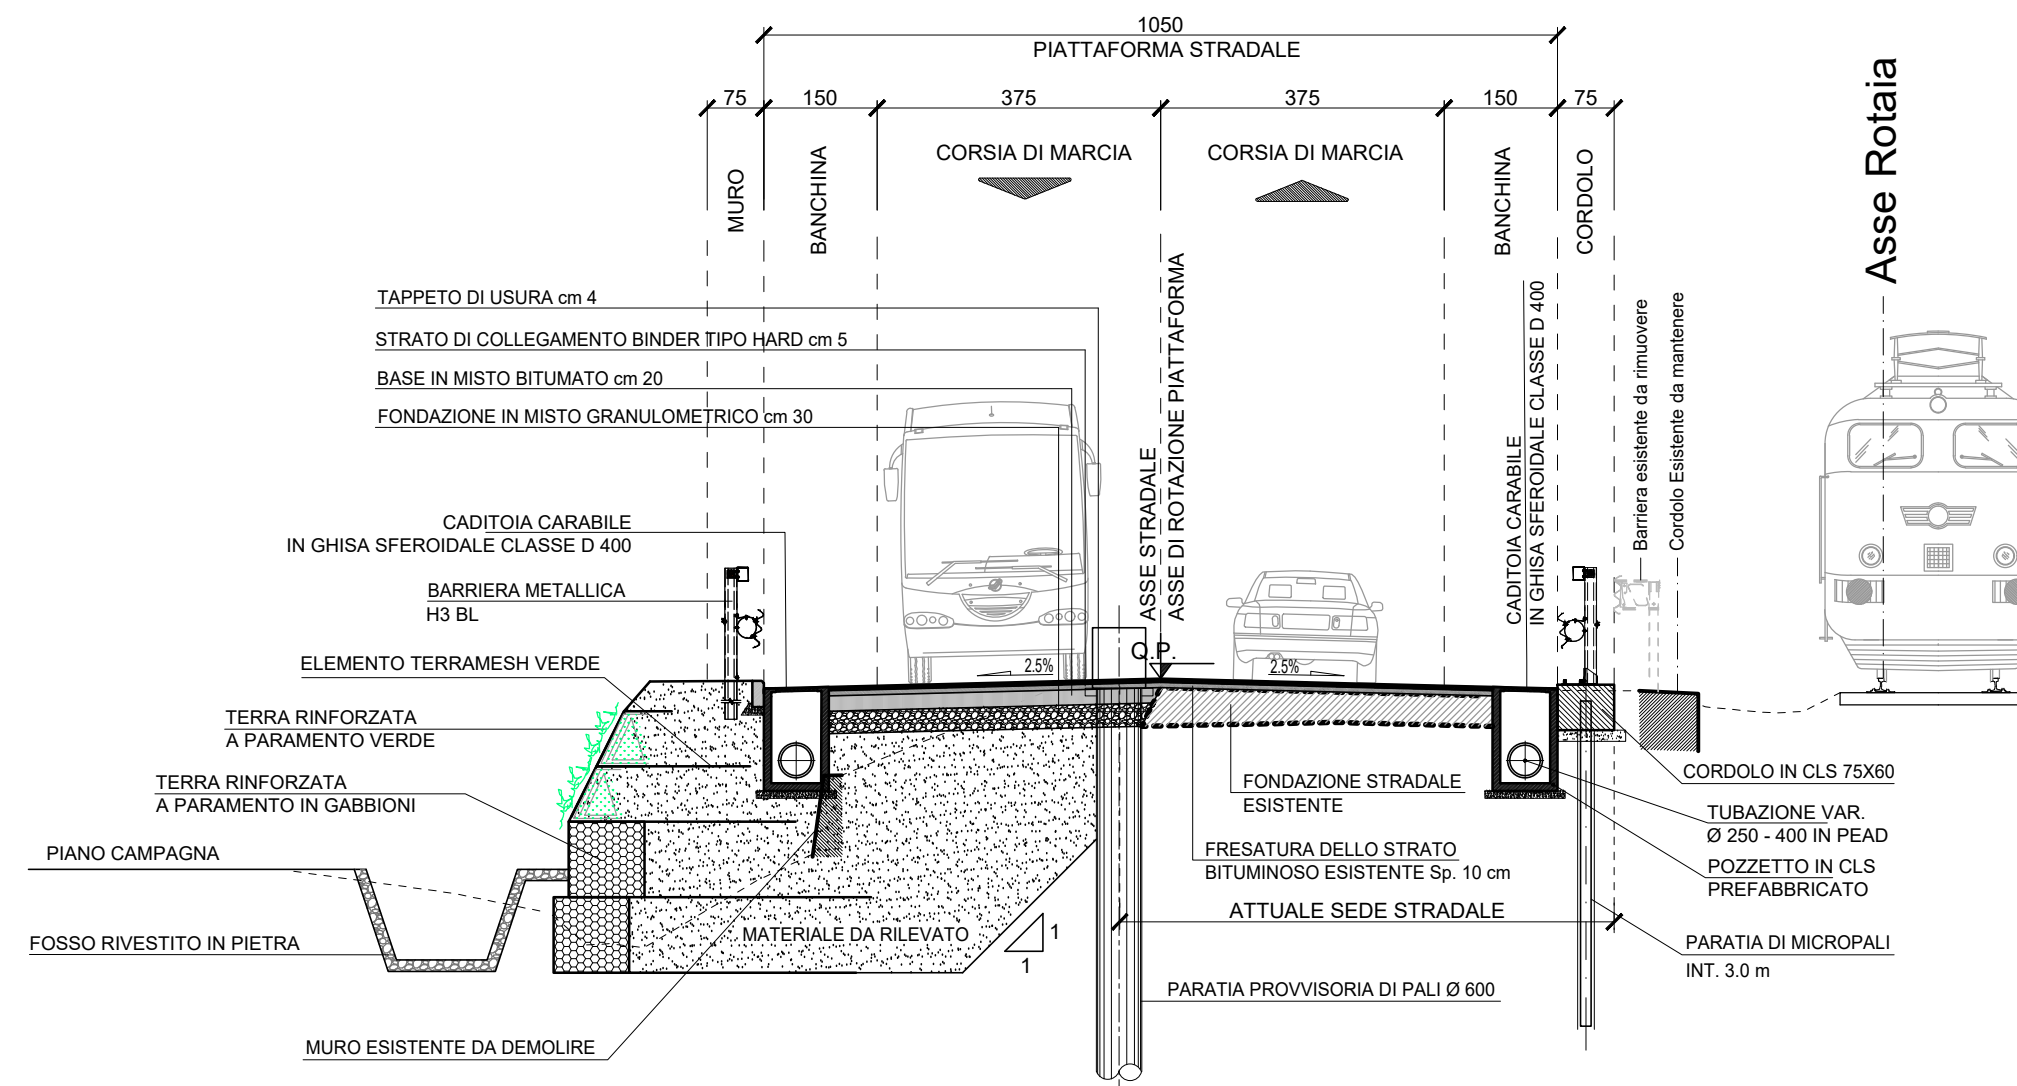 1050
PIATTAFORMA STRADALE
75
150
375
375
150
75
MURO
BANCHINA
CORSIA DI MARCIA
CORSIA DI MARCIA
BANCHINA
CORDOLO
Asse Rotaia
TAPPETO DI USURA cm 4
STRATO DI COLLEGAMENTO BINDER TIPO HARD cm 5
BASE IN MISTO BITUMATO cm 20
FONDAZIONE IN MISTO GRANULOMETRICO cm 30
ASSE STRADALE
ASSE DI ROTAZIONE PIATTAFORMA
CADITOIA CARABILE
IN GHISA SFEROIDALE CLASSE D 400
Barriera esistente da rimuovere
Cordolo Esistente da mantenere
CADITOIA CARABILE
IN GHISA SFEROIDALE CLASSE D 400
BARRIERA METALLICA
H3 BL
ELEMENTO TERRAMESH VERDE
Q.P.
2.5%
2.5%
TERRA RINFORZATA
A PARAMENTO VERDE
TERRA RINFORZATA
A PARAMENTO IN GABBIONI
FONDAZIONE STRADALE
ESISTENTE
CORDOLO IN CLS 75X60
TUBAZIONE VAR.
Ø 250 - 400 IN PEAD
PIANO CAMPAGNA
FRESATURA DELLO STRATO
BITUMINOSO ESISTENTE Sp. 10 cm
POZZETTO IN CLS
PREFABBRICATO
ATTUALE SEDE STRADALE
FOSSO RIVESTITO IN PIETRA
MATERIALE DA RILEVATO
1
1
PARATIA DI MICROPALI
INT. 3.0 m
PARATIA PROVVISORIA DI PALI Ø 600
MURO ESISTENTE DA DEMOLIRE